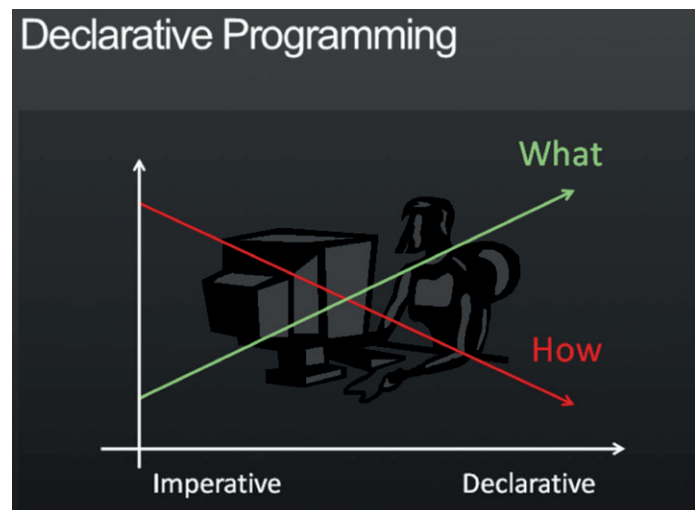 Declarative Programming
What
How
Imperative
Declarative